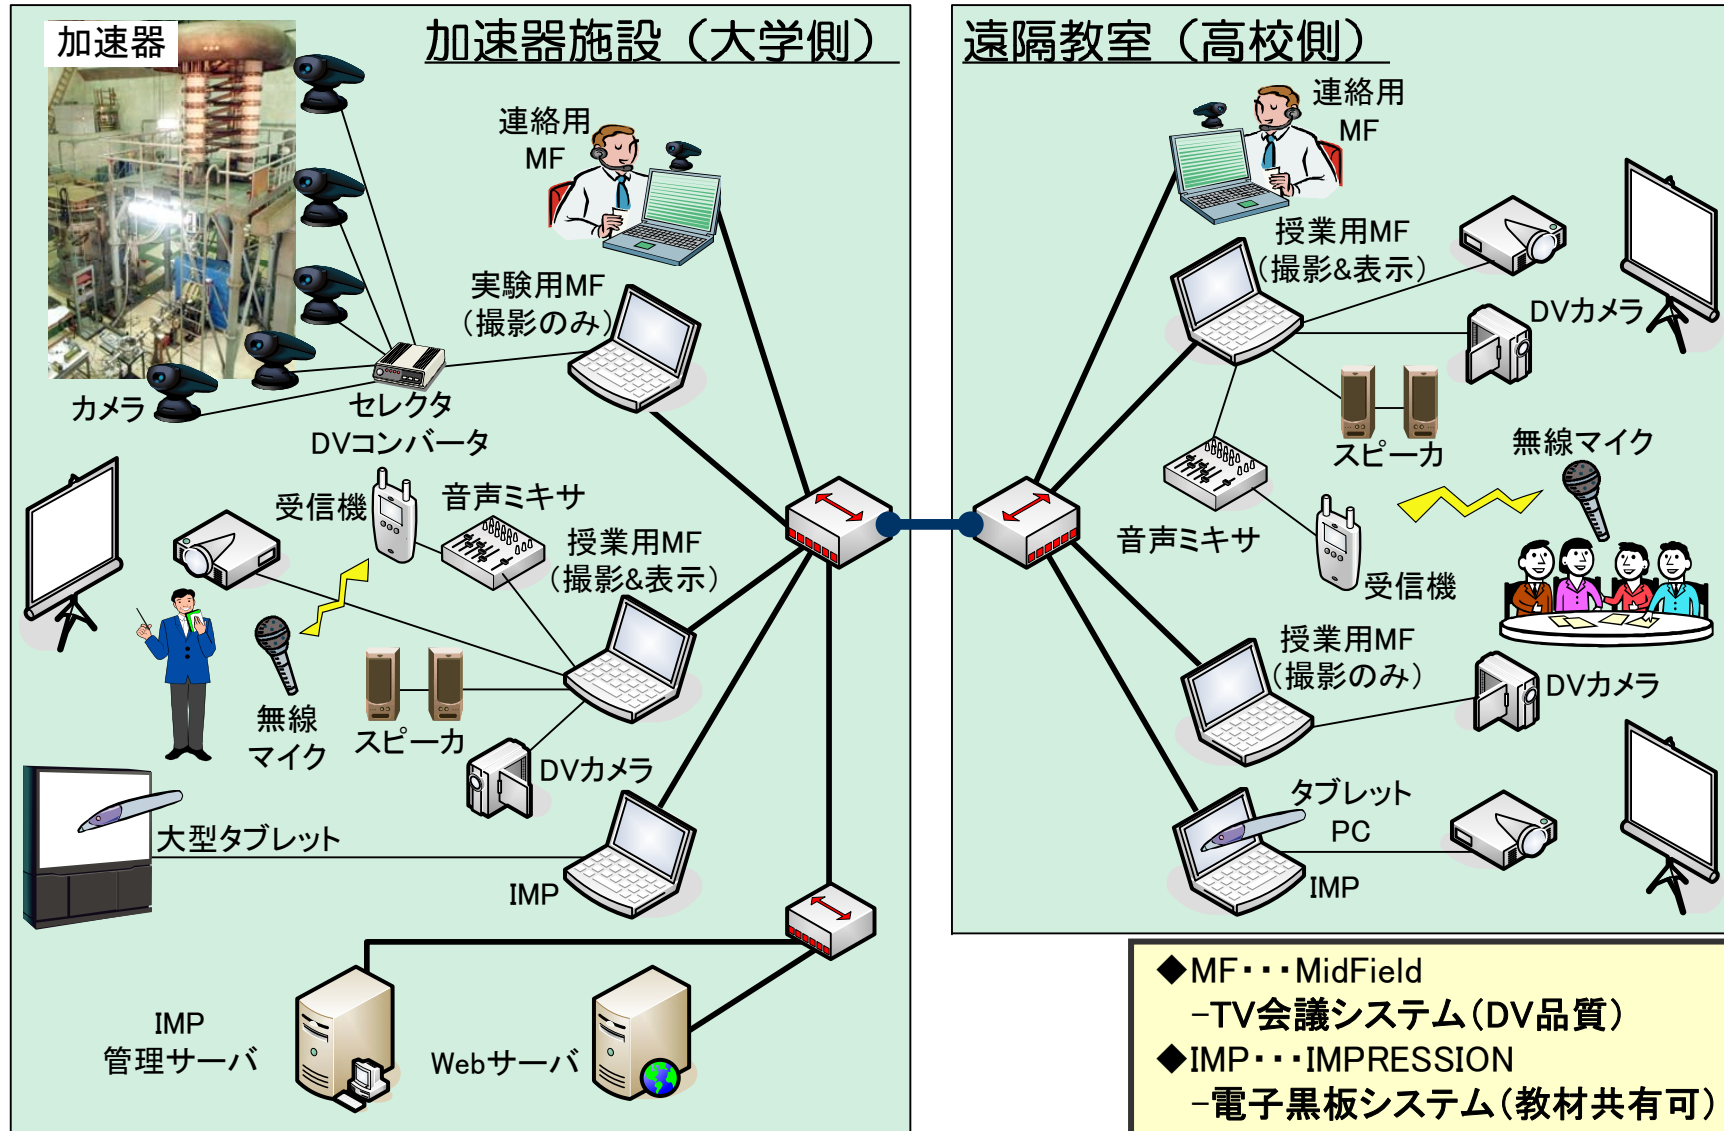 加速器
加速器施設（大学側）
連絡用
MF
実験用MF
（撮影のみ）
カメラ
セレクタ
DVコンバータ
受信機
音声ミキサ
授業用MF
（撮影&表示）
無線
マイク
スピーカ
DVカメラ
大型タブレット
IMP
IMP
管理サーバ
Webサーバ
遠隔教室（高校側）
連絡用
MF
授業用MF
（撮影&表示）
DVカメラ
スピーカ
無線マイク
音声ミキサ
受信機
授業用MF
（撮影のみ）
DVカメラ
タブレット
PC
IMP
◆MF・・・MidField
−TV会議システム（DV品質）
◆IMP・・・IMPRESSION
−電子黒板システム（教材共有可）